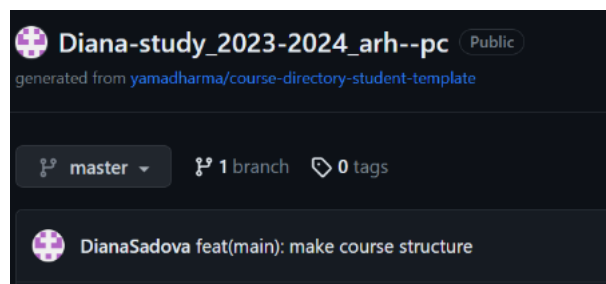 Diana-study_2023-2024_arh--pc Public
generated from yamadharma/course-directory-student-template
master 1 branch 0 tags
DianaSadova feat(main): make course structure